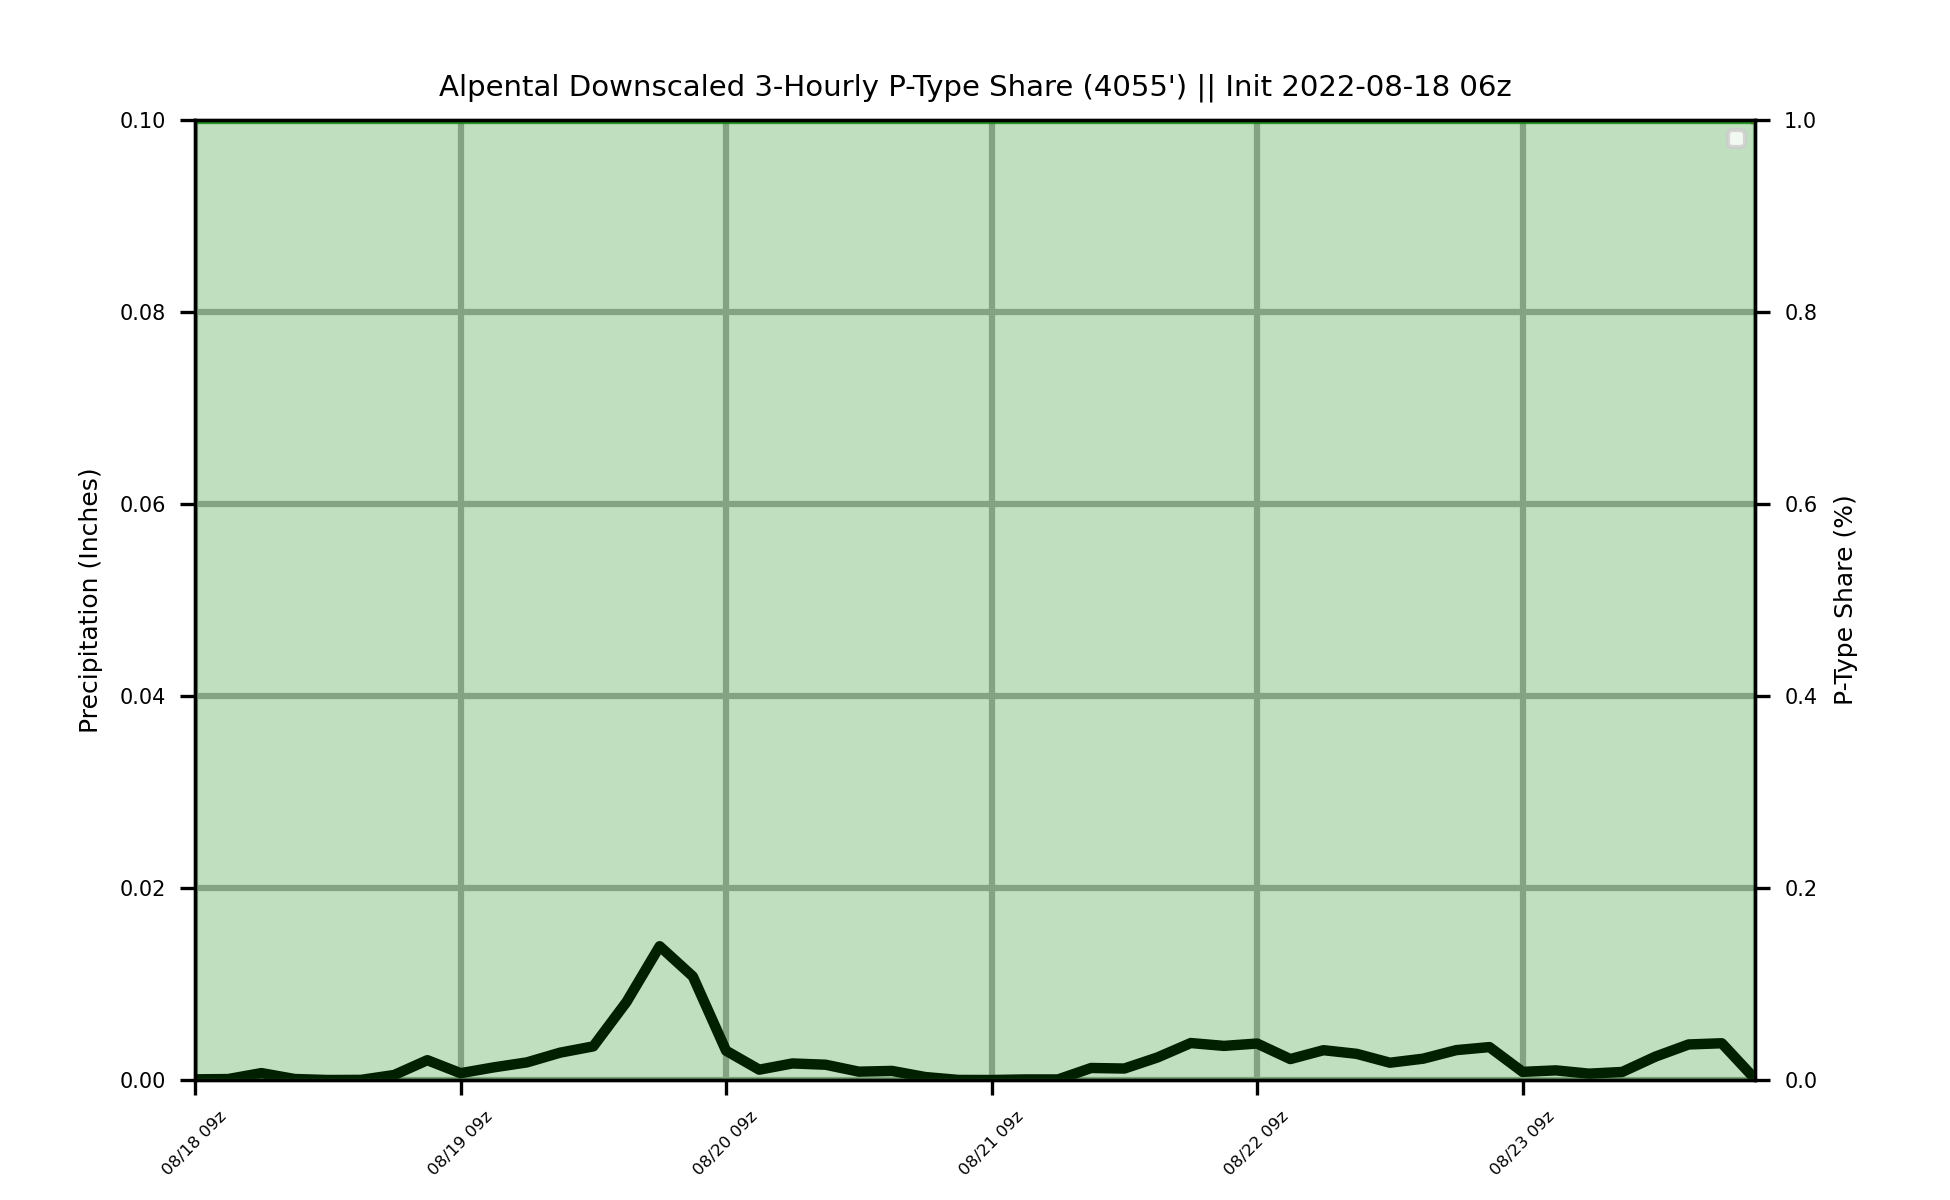 Alpental Downscaled 3-Hourly P-Type Share (4055') || Init 2022-08-18 06z
0.10
0.08
0.06
0.04
0.02
0.00
Precipitation (Inches)
1.0
0.8
0.6
0.4
0.2
0.0
P-Type Share (%)
08/18 09z
08/19 09z
08/20 09z
08/21 09z
08/22 09z
08/23 09z